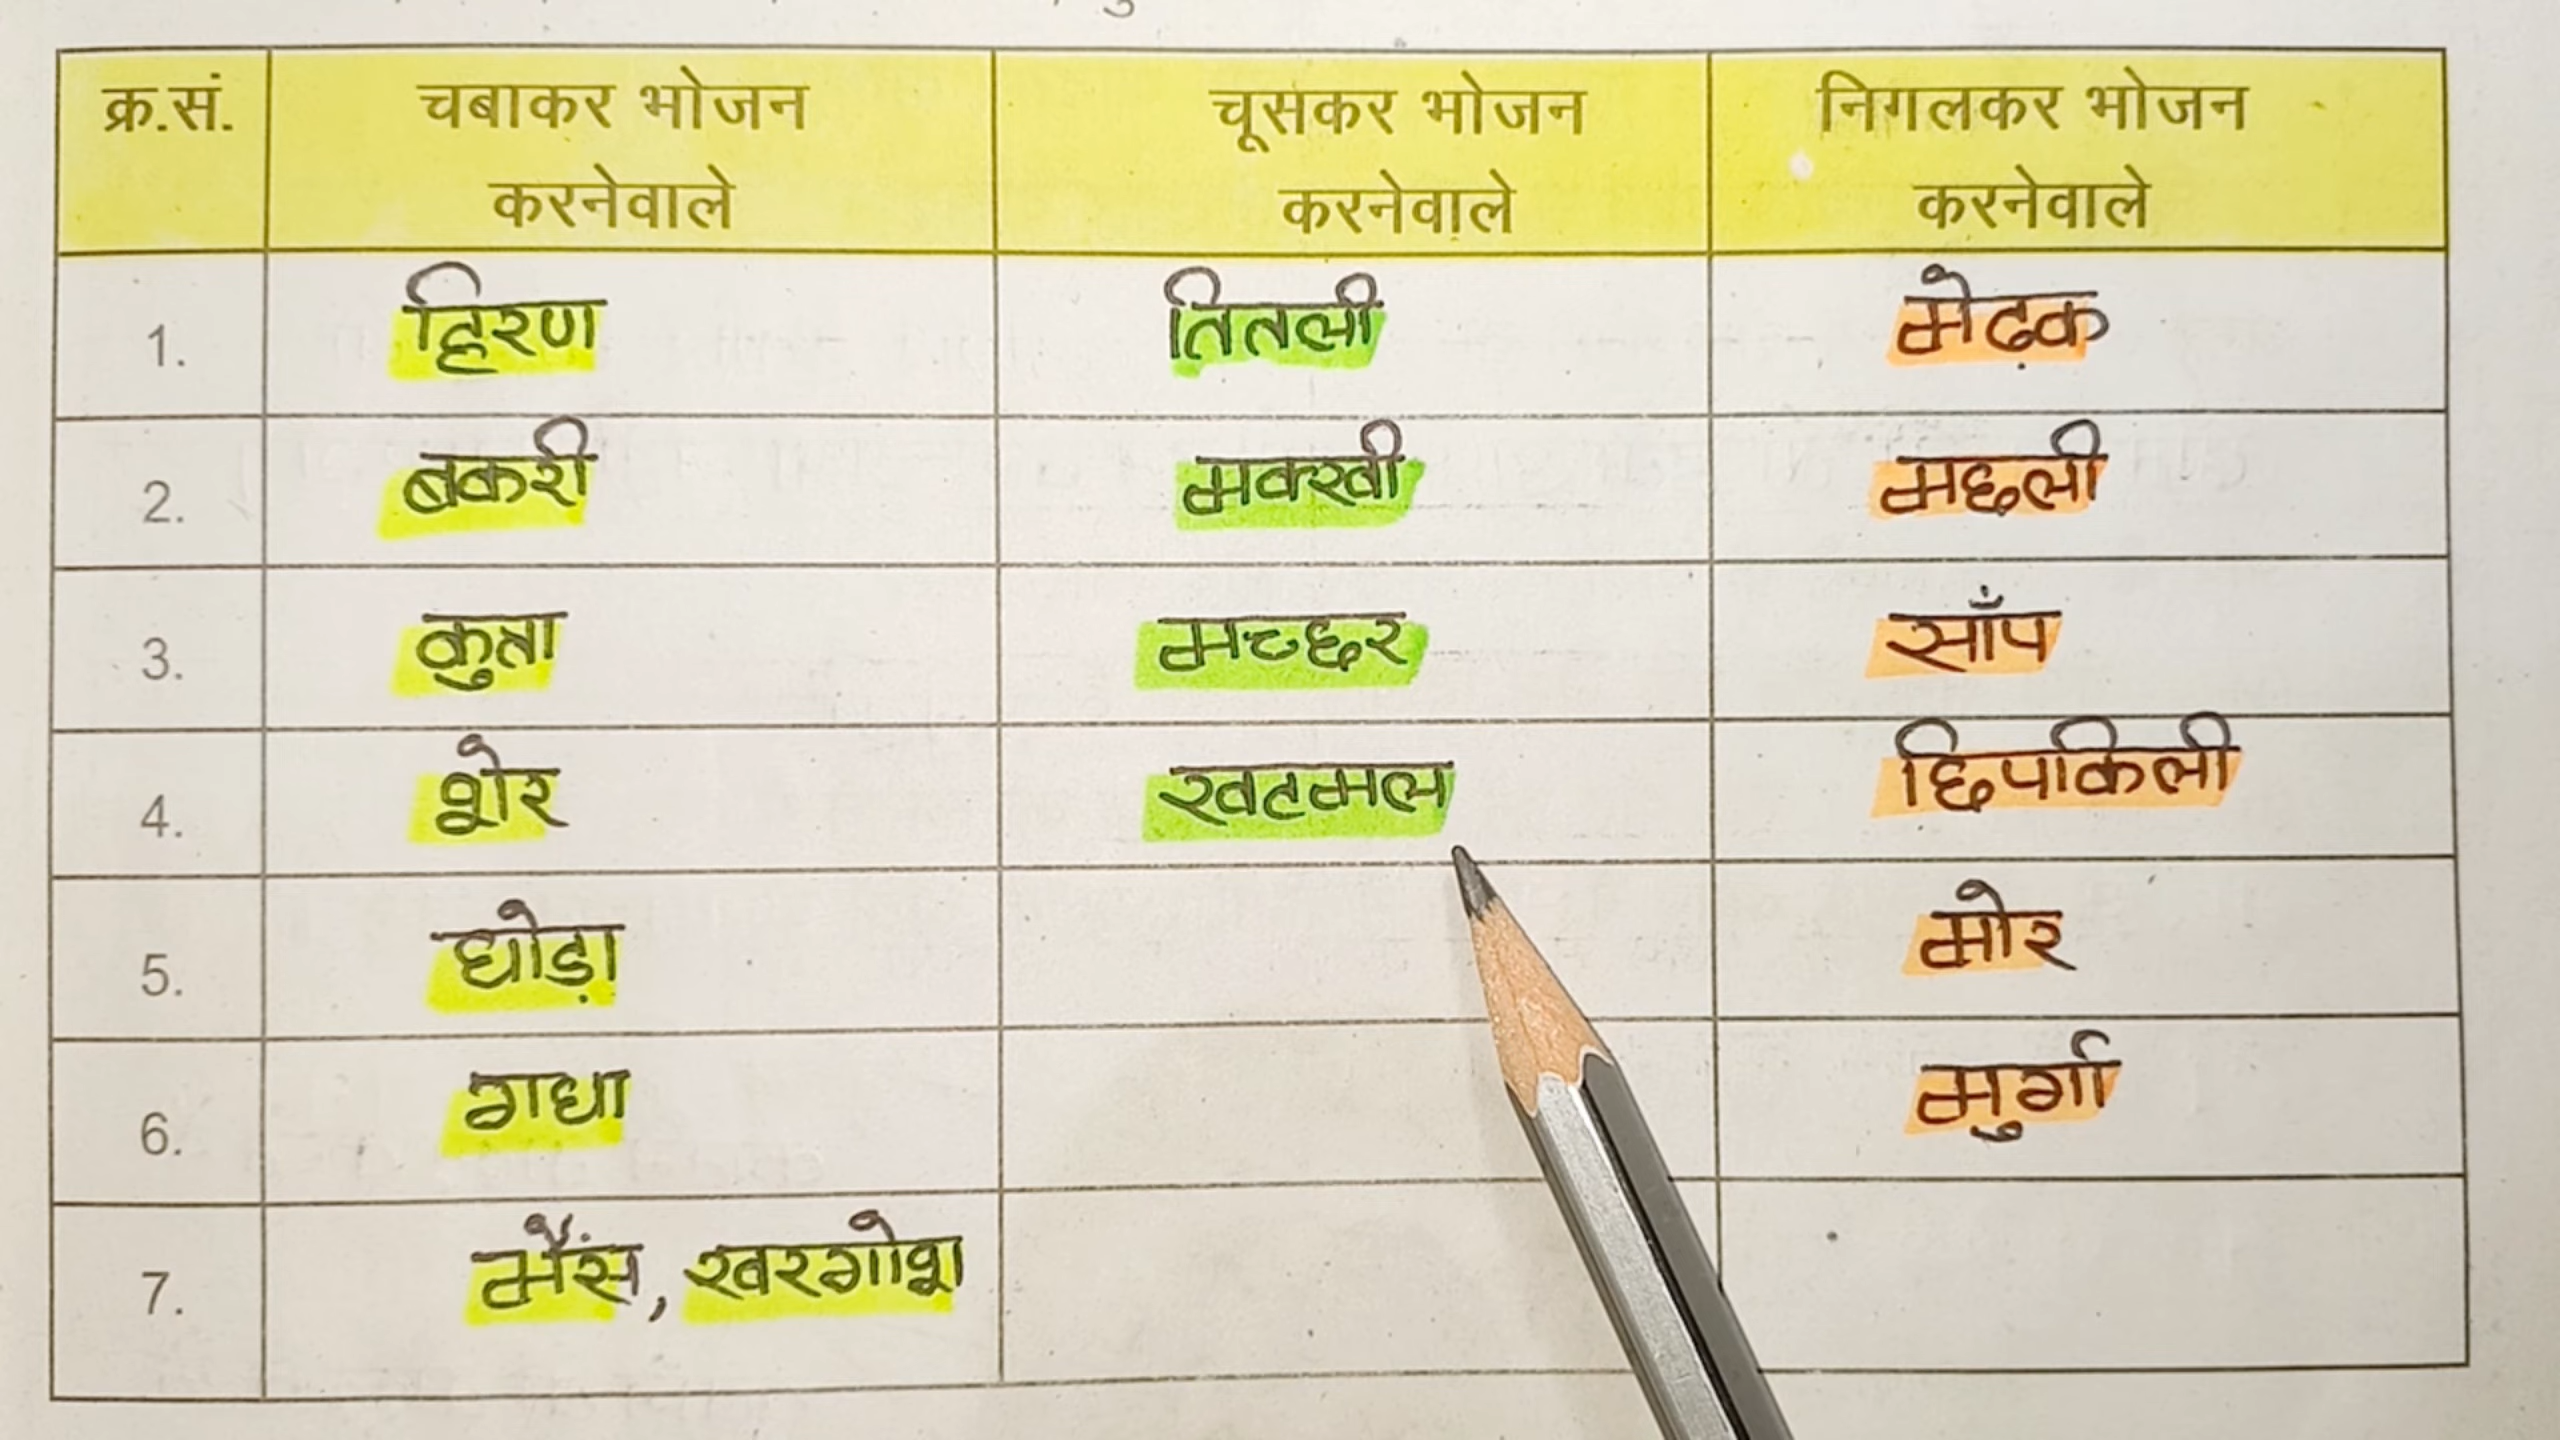 क्र.सं. चबाकर भोजन करनेवाले चूसकर भोजन करनेवाले निगलकर भोजन करनेवाले
1. हिरण तितली मेढ़क
2. बकरी मक्खी मछली
3. कुत्ता मच्छर साँप
4. शेर खटमल छिपकिली
5. घोड़ा मोर
6. गधा मुर्गा
7. भैंस, खरगोश